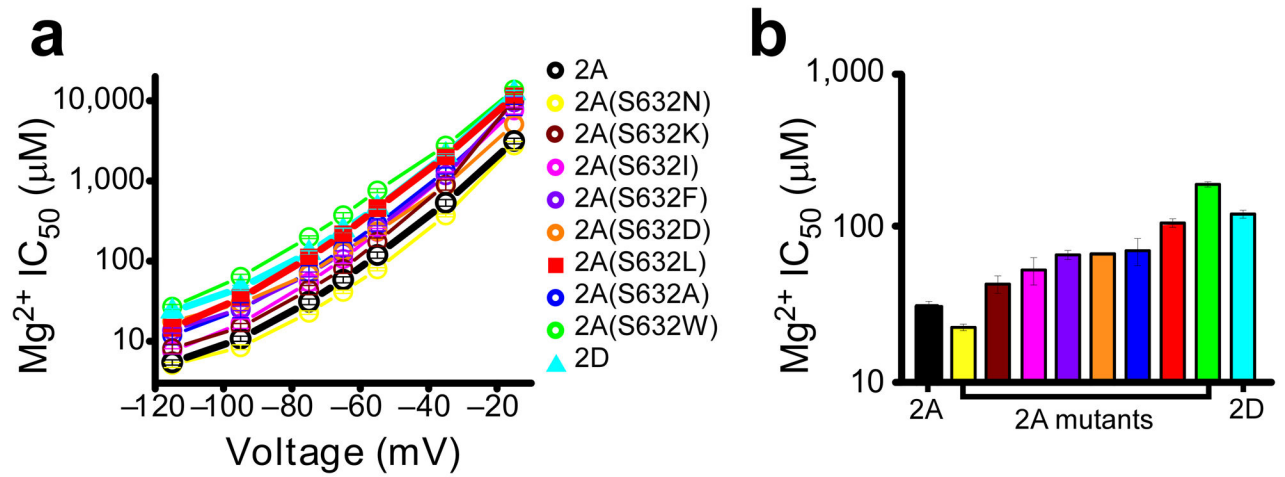 a
Mg2+ IC50 (μM)
10,000
1,000
100
10
–120 –100 –80 –60 –40 –20
Voltage (mV)
2A
2A(S632N)
2A(S632K)
2A(S632I)
2A(S632F)
2A(S632D)
2A(S632L)
2A(S632A)
2A(S632W)
2D
b
Mg2+ IC50 (μM)
1,000
100
10
2A
2A mutants
2D